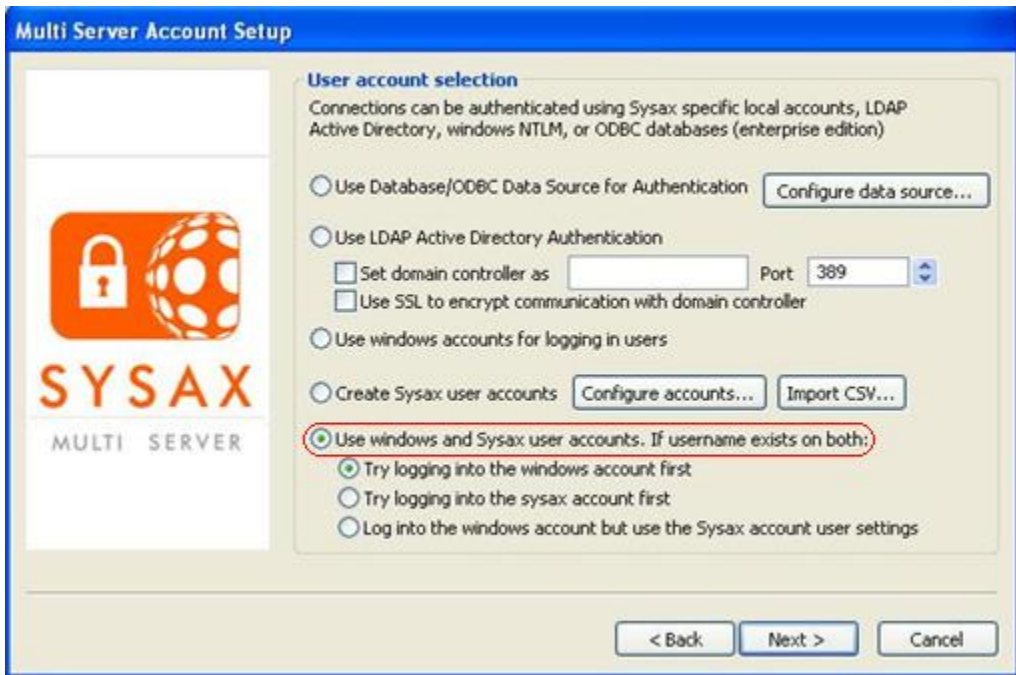 Multi Server Account Setup
User account selection
Connections can be authenticated using Sysax specific local accounts, LDAP
Active Directory, windows NTLM, or ODBC databases (enterprise edition)
Use Database/ODBC Data Source for Authentication Configure data source...
Use LDAP Active Directory Authentication
Set domain controller as Port 389
Use SSL to encrypt communication with domain controller
Use windows accounts for logging in users
SYSAX
MULTI SERVER
Create Sysax user accounts Configure accounts... Import CSV...
Use windows and Sysax user accounts. If username exists on both:
Try logging into the windows account first
Try logging into the sysax account first
Log into the windows account but use the Sysax account user settings
< Back Next > Cancel